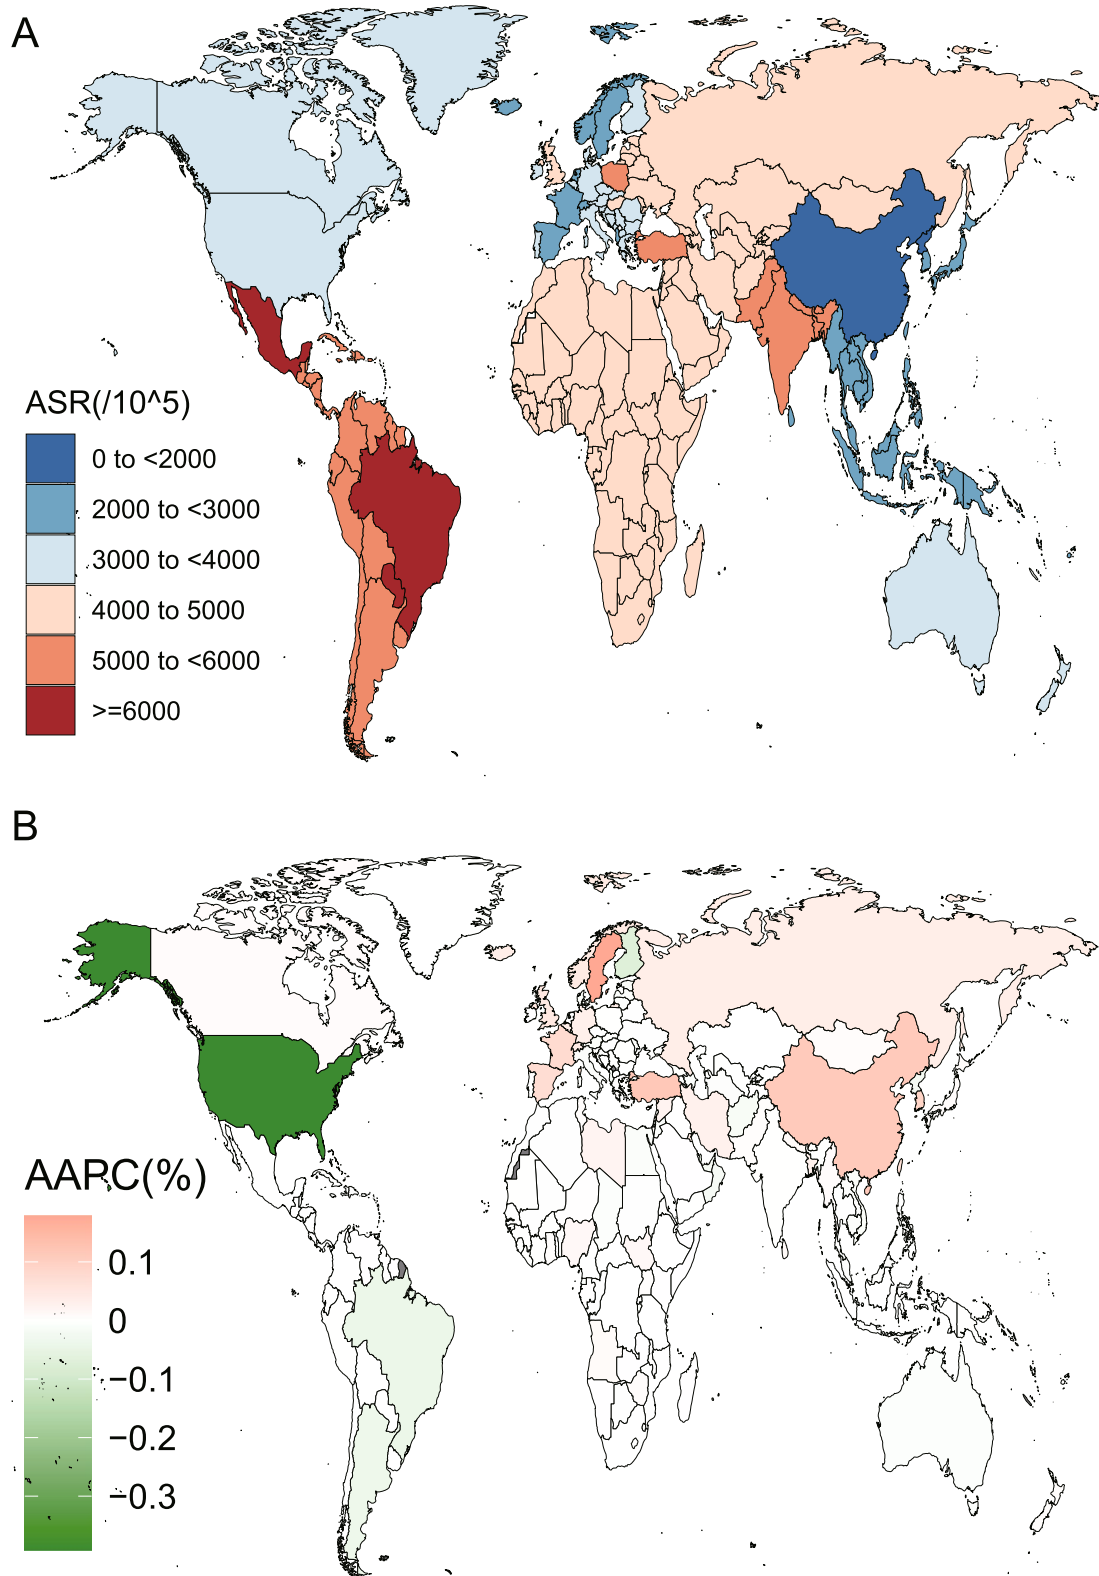 A
ASR(/10^5)
0 to <2000
2000 to <3000
3000 to <4000
4000 to 5000
5000 to <6000
>=6000
B
AAPC(%)
0.1
0
−0.1
−0.2
−0.3